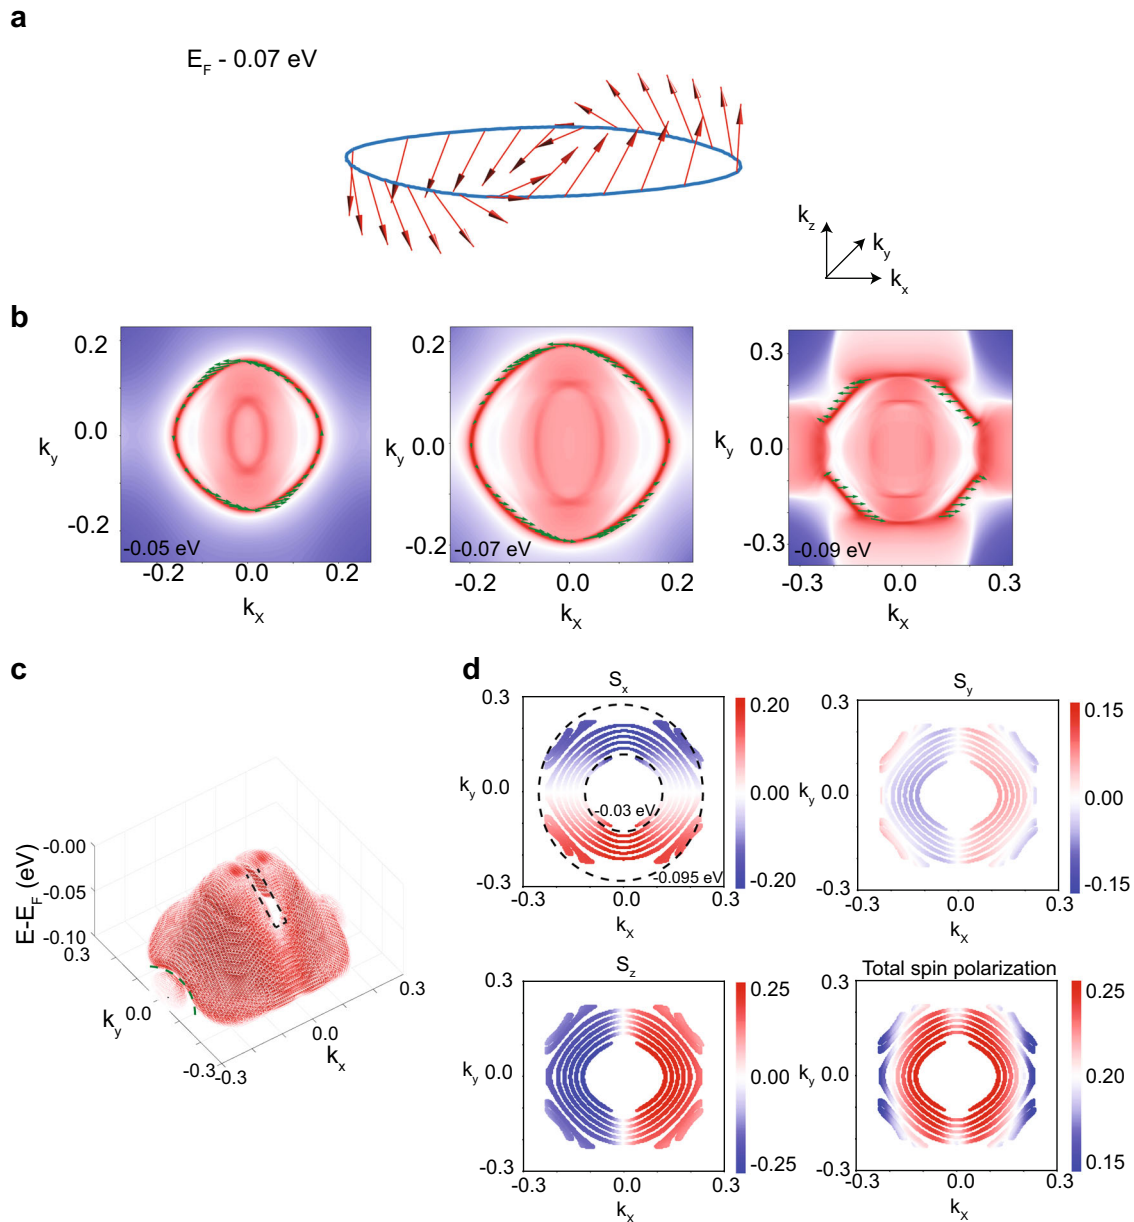 a
E_F - 0.07 eV
k_z
k_y
k_x
b
0.2
0.0
-0.2
k_y
-0.05 eV
-0.2 0.0 0.2
k_X
0.2
0.0
-0.2
k_y
-0.07 eV
-0.2 0.0 0.2
k_X
0.3
0.0
-0.3
k_y
-0.09 eV
-0.3 0.0 0.3
k_X
c
E-E_F (eV)
-0.00
-0.05
-0.10
0.3
0.0
-0.3
k_y
-0.3
0.0
0.3
k_x
d
S_x
0.3
k_y 0.0
-0.3
-0.03 eV
-0.095 eV
-0.3 0.0 0.3
k_X
0.20
0.00
-0.20
S_y
0.3
k_y 0.0
-0.3
-0.3 0.0 0.3
k_X
0.15
0.00
-0.15
S_z
0.3
k_y 0.0
-0.3
-0.3 0.0 0.3
k_X
0.25
0.00
-0.25
Total spin polarization
0.3
k_y 0.0
-0.3
-0.3 0.0 0.3
k_X
0.25
0.20
0.15